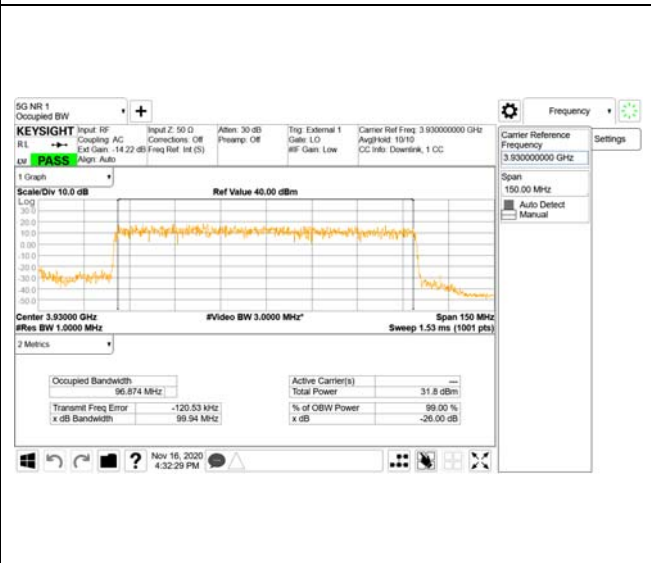 5G NR 1
Occupied BW
Frequency
KEYSIGHT
Input: RF
Coupling: AC
Ext Gain: -14.22 dB
Align: Auto
Input Z: 50 Ω
Corrections: Off
Freq Ref: Int (S)
Atten: 30 dB
Preamp: Off
Trig: External 1
Gate: LO
#IF Gain: Low
Carrier Ref Freq: 3.930000000 GHz
Avg|Hold: 10/10
CC Info: Downlink, 1 CC
RL
PASS
Carrier Reference
Frequency
3.930000000 GHz
Settings
Span
150.00 MHz
Auto Detect
Manual
1 Graph
Scale/Div 10.0 dB
Ref Value 40.00 dBm
Log
30.0
20.0
10.0
0.00
-10.0
-20.0
-30.0
-40.0
-50.0
Center 3.93000 GHz
#Video BW 3.0000 MHz*
Span 150 MHz
#Res BW 1.0000 MHz
Sweep 1.53 ms (1001 pts)
2 Metrics
Occupied Bandwidth
96.874 MHz
Active Carrier(s)
---
Total Power
31.8 dBm
Transmit Freq Error
-120.53 kHz
% of OBW Power
99.00 %
x dB Bandwidth
99.94 MHz
x dB
-26.00 dB
?
Nov 16, 2020
4:32:29 PM